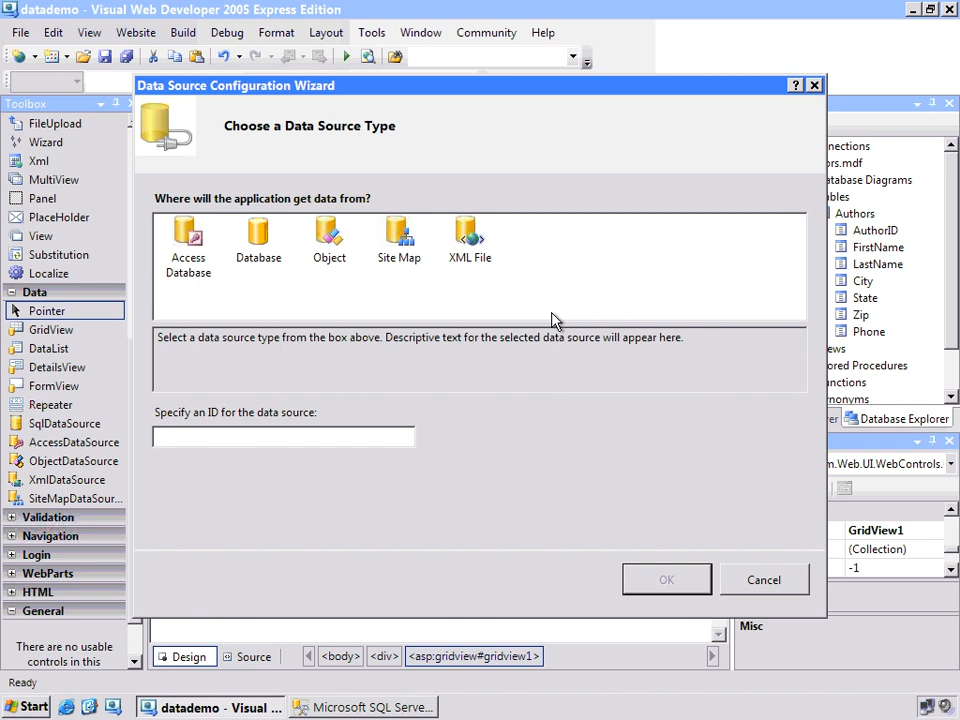 datademo - Visual Web Developer 2005 Express Edition
File Edit View Website Build Debug Format Layout Tools Window Community Help
Toolbox
FileUpload
Wizard
Xml
MultiView
Panel
PlaceHolder
View
Substitution
Localize
Data
Pointer
GridView
DataList
DetailsView
FormView
Repeater
SqlDataSource
AccessDataSource
ObjectDataSource
XmlDataSource
SiteMapDataSour...
Validation
Navigation
Login
WebParts
HTML
General
There are no usable
controls in this
Data Source Configuration Wizard
Choose a Data Source Type
Where will the application get data from?
Access
Database
Database
Object
Site Map
XML File
Select a data source type from the box above. Descriptive text for the selected data source will appear here.
Specify an ID for the data source:
OK
Cancel
nnections
ors.mdf
atabase Diagrams
bles
Authors
AuthorID
FirstName
LastName
City
State
Zip
Phone
ews
ored Procedures
unctions
nonyms
rer
Database Explorer
m.Web.UI.WebControls.
GridView1
(Collection)
-1
Misc
Design
Source
<body>
<div>
<asp:gridview#gridview1>
Ready
Start
datademo - Visual ...
Microsoft SQL Serve...